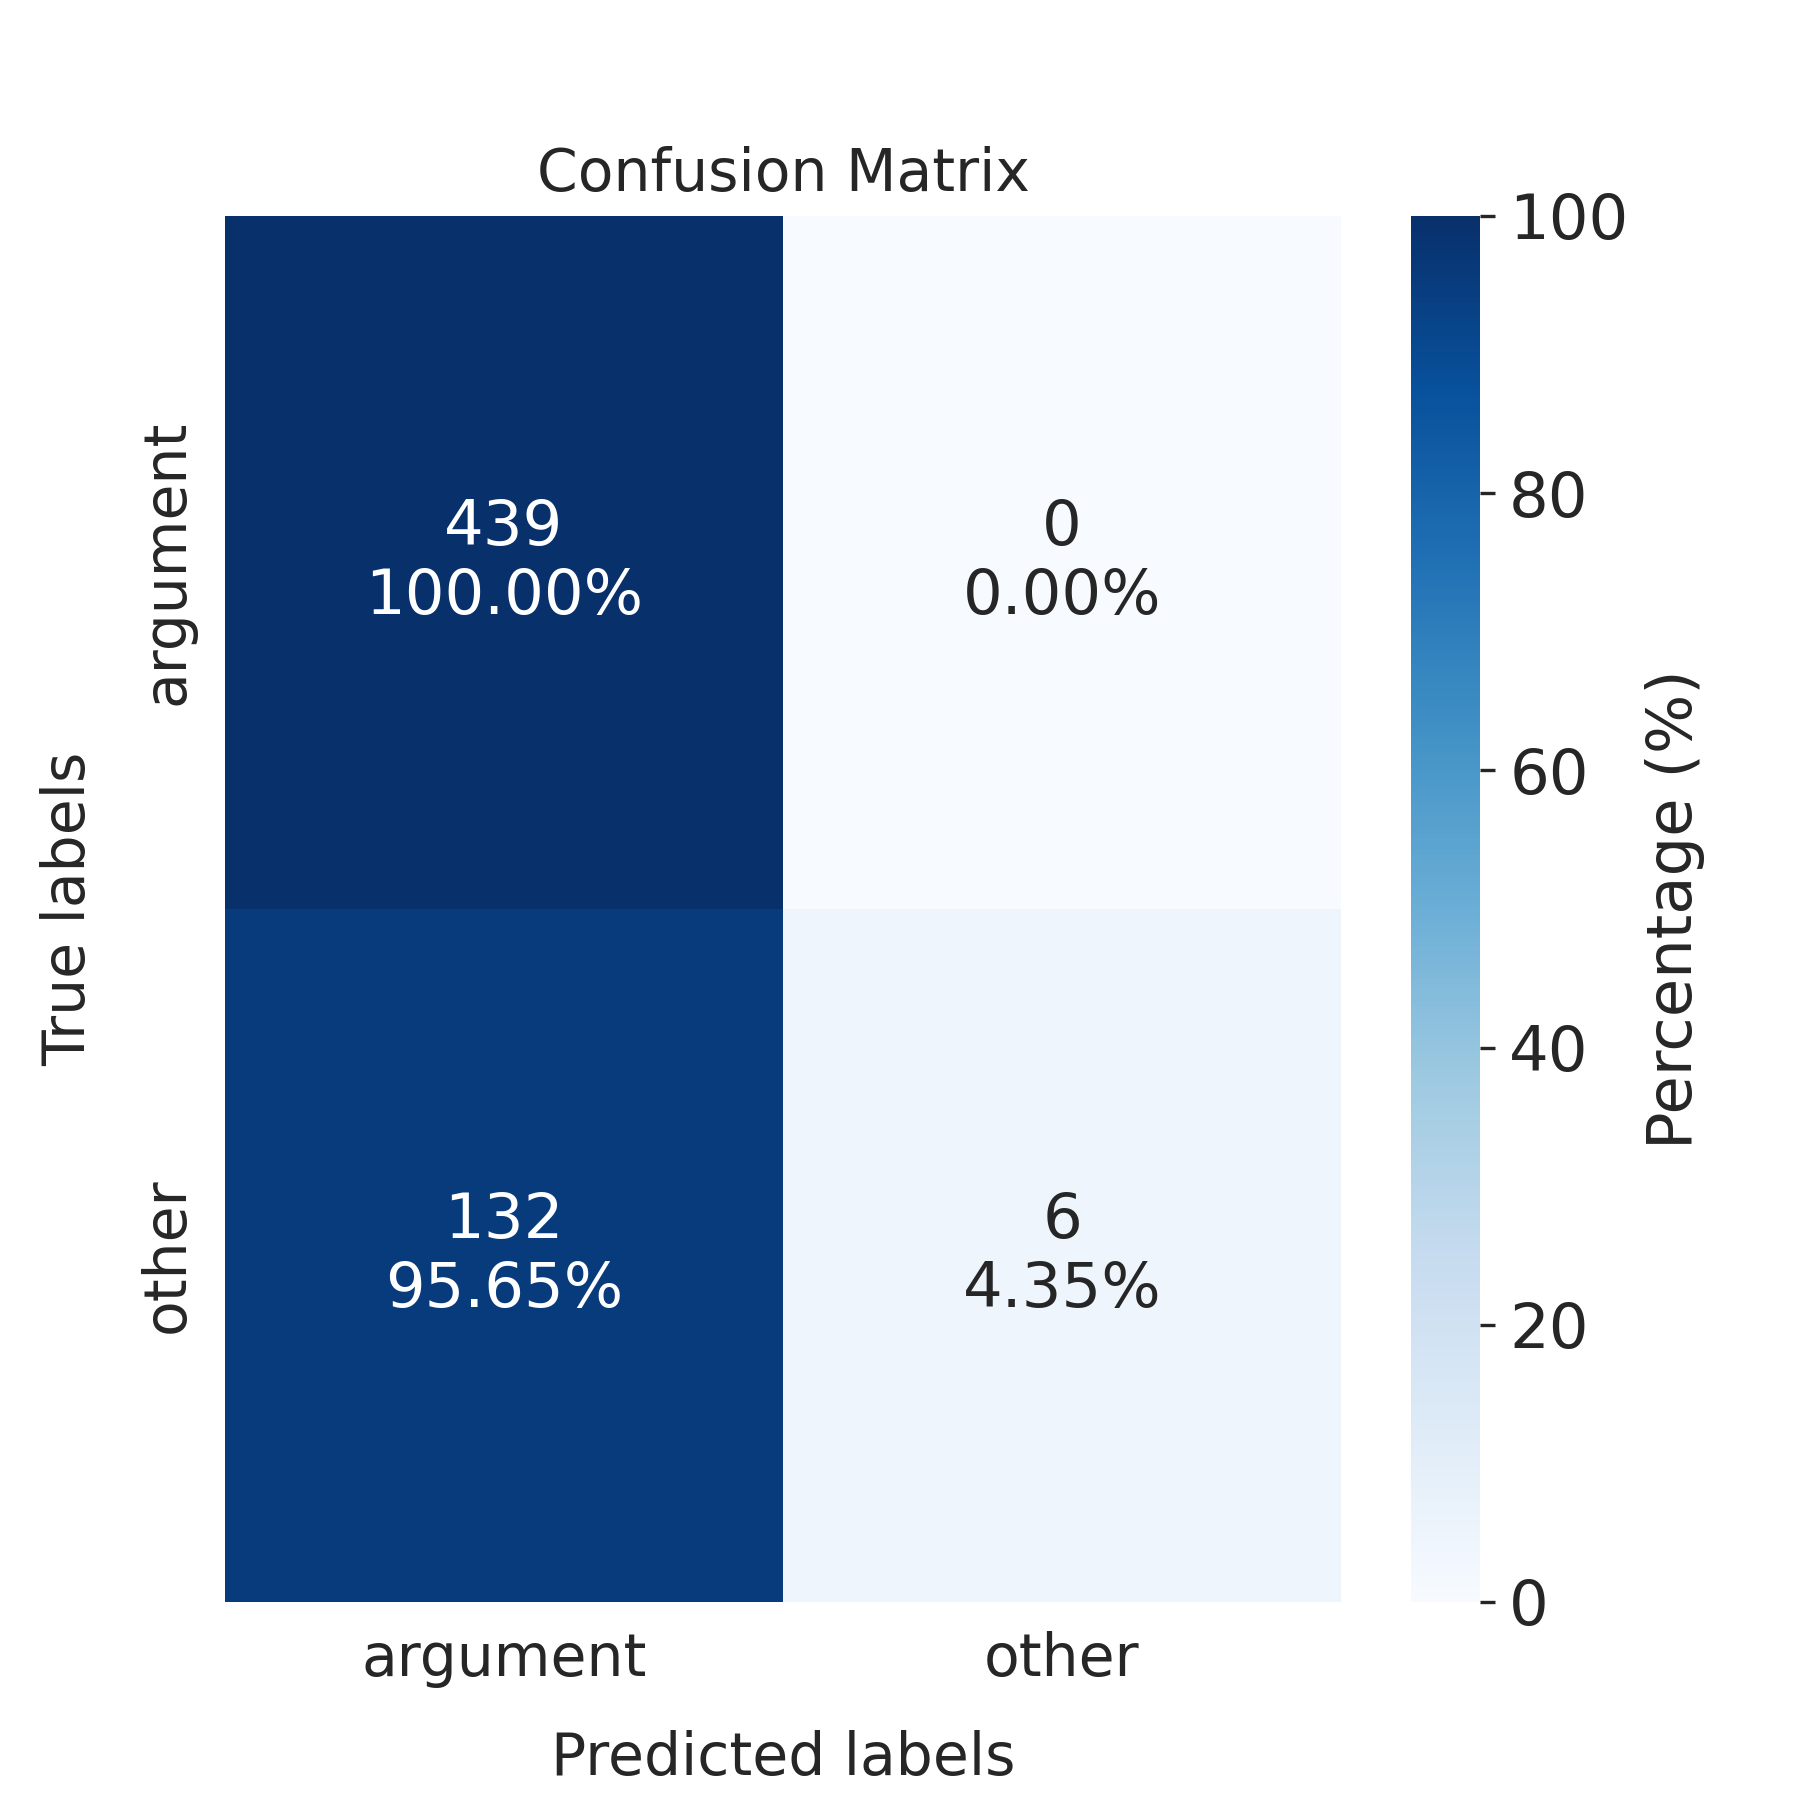 Confusion Matrix
True labels
argument
439
100.00%
0
0.00%
other
132
95.65%
6
4.35%
argument
other
Predicted labels
100
80
60
40
20
0
Percentage (%)